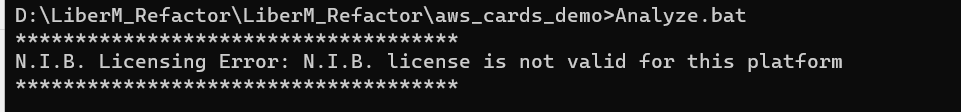 D:\LiberM_Refactor\LiberM_Refactor\aws_cards_demo>Analyze.bat
*************************************
N.I.B. Licensing Error: N.I.B. license is not valid for this platform
*************************************